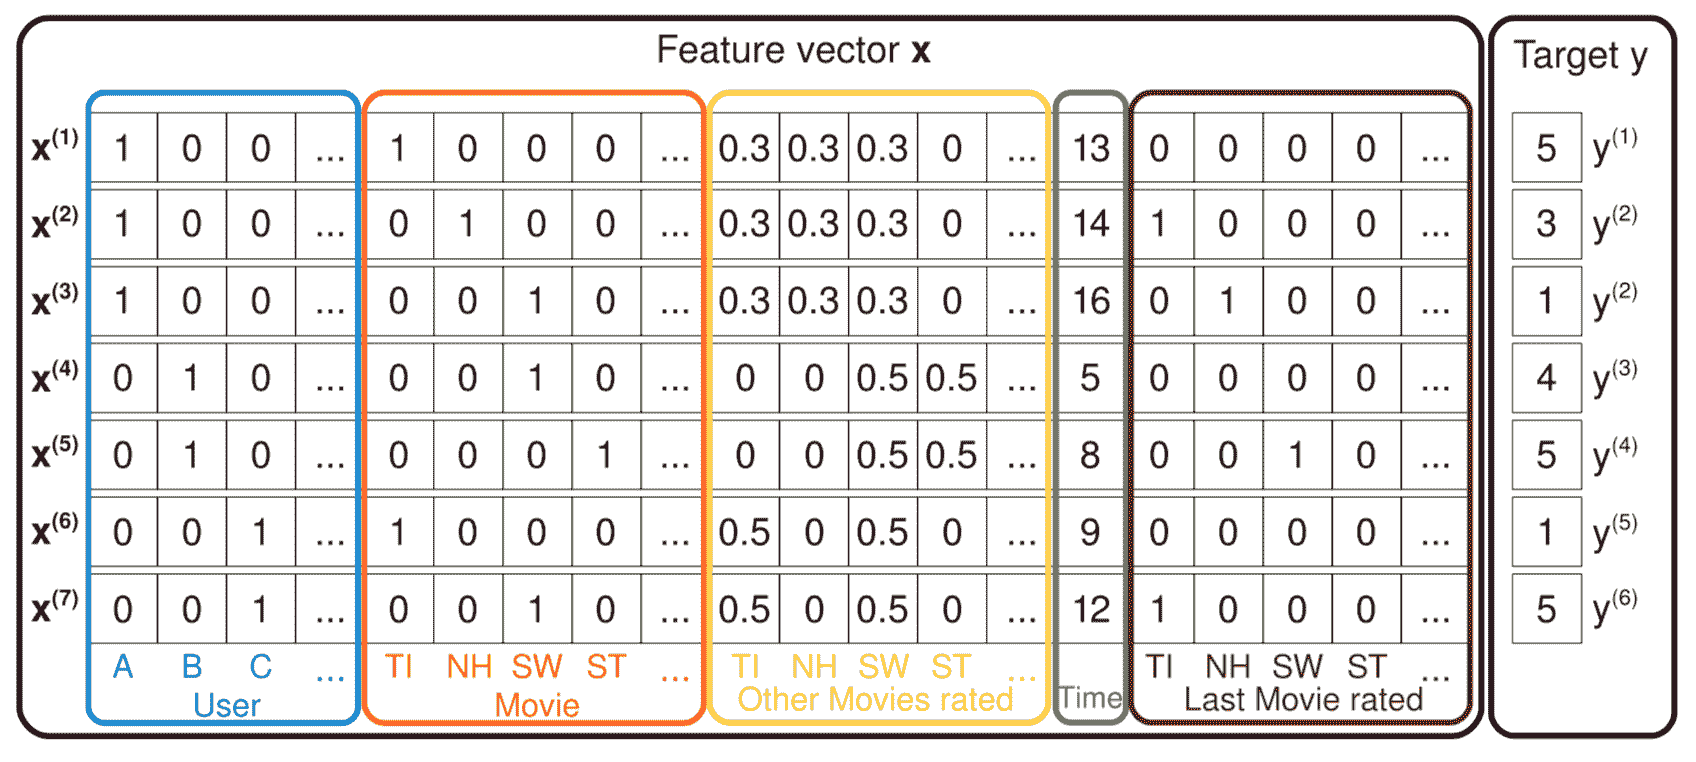 Feature vector x Target y
x(1) 1 0 0 ... 1 0 0 0 ... 0.3 0.3 0.3 0 ... 13 0 0 0 0 ... 5 y(1)
x(2) 1 0 0 ... 0 1 0 0 ... 0.3 0.3 0.3 0 ... 14 1 0 0 0 ... 3 y(2)
x(3) 1 0 0 ... 0 0 1 0 ... 0.3 0.3 0.3 0 ... 16 0 1 0 0 ... 1 y(2)
x(4) 0 1 0 ... 0 0 1 0 ... 0 0 0.5 0.5 ... 5 0 0 0 0 ... 4 y(3)
x(5) 0 1 0 ... 0 0 0 1 ... 0 0 0.5 0.5 ... 8 0 0 1 0 ... 5 y(4)
x(6) 0 0 1 ... 1 0 0 0 ... 0.5 0 0.5 0 ... 9 0 0 0 0 ... 1 y(5)
x(7) 0 0 1 ... 0 0 1 0 ... 0.5 0 0.5 0 ... 12 1 0 0 0 ... 5 y(6)
A B C ... TI NH SW ST ... TI NH SW ST ... TI NH SW ST ...
User Movie Other Movies rated Time Last Movie rated